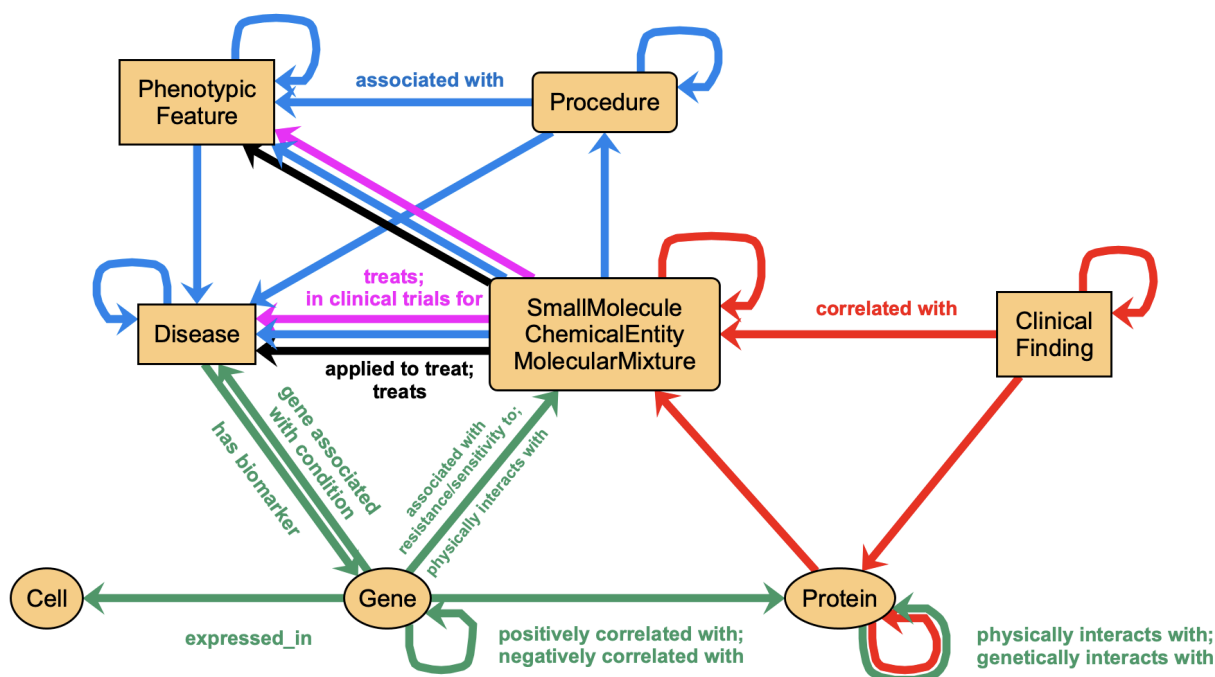 Phenotypic
Feature
associated with
Procedure
treats;
in clinical trials for
Disease
SmallMolecule
ChemicalEntity
MolecularMixture
correlated with
Clinical
Finding
applied to treat;
treats
gene associated
with condition
has biomarker
associated with
resistance/sensitivity to;
physically interacts with
Cell
Gene
Protein
expressed_in
positively correlated with;
negatively correlated with
physically interacts with;
genetically interacts with